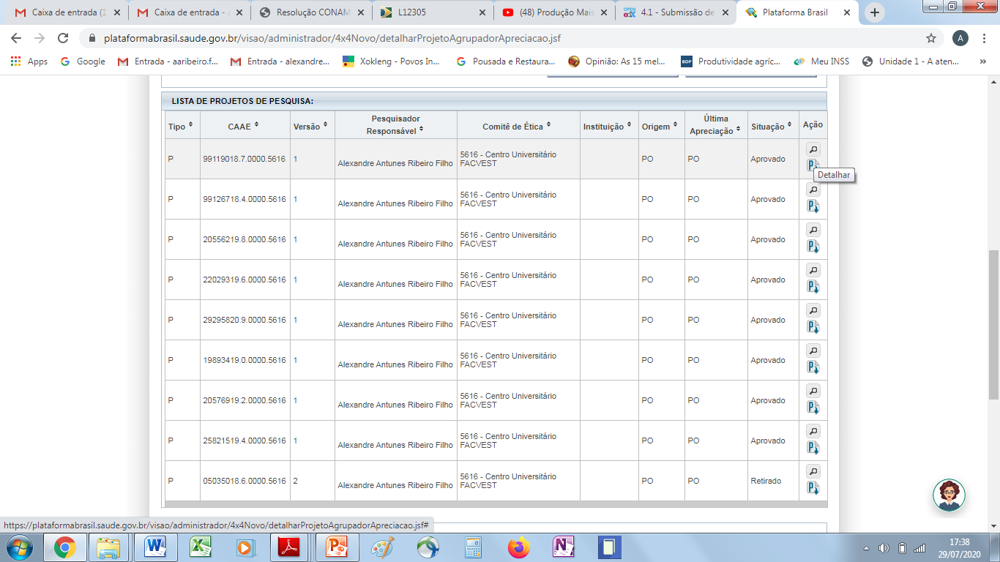 Caixa de entrada (1
Caixa de entrada - a
Resolução CONAM
L12305
(48) Produção Mais
4.1 - Submissão de
Plataforma Brasil
plataformabrasil.saude.gov.br/visao/administrador/4x4Novo/detalharProjetoAgrupadorApreciacao.jsf
A
Apps
Google
Entrada - aaribeiro.f...
Entrada - alexandre...
Xokleng - Povos In...
Pousada e Restaura...
Opinião: As 15 mel...
Produtividade agríc...
Meu INSS
Unidade 1 - A aten...
»
LISTA DE PROJETOS DE PESQUISA:
Tipo CAAE Versão Pesquisador Responsável Comitê de Ética Instituição Origem Última Apreciação Situação Ação
P 99119018.7.0000.5616 1 Alexandre Antunes Ribeiro Filho 5616 - Centro Universitário FACVEST PO PO Aprovado
Detalhar
P 99126718.4.0000.5616 1 Alexandre Antunes Ribeiro Filho 5616 - Centro Universitário FACVEST PO PO Aprovado
P 20556219.8.0000.5616 1 Alexandre Antunes Ribeiro Filho 5616 - Centro Universitário FACVEST PO PO Aprovado
P 22029319.6.0000.5616 1 Alexandre Antunes Ribeiro Filho 5616 - Centro Universitário FACVEST PO PO Aprovado
P 29295820.9.0000.5616 1 Alexandre Antunes Ribeiro Filho 5616 - Centro Universitário FACVEST PO PO Aprovado
P 19893419.0.0000.5616 1 Alexandre Antunes Ribeiro Filho 5616 - Centro Universitário FACVEST PO PO Aprovado
P 20576919.2.0000.5616 1 Alexandre Antunes Ribeiro Filho 5616 - Centro Universitário FACVEST PO PO Aprovado
P 25821519.4.0000.5616 1 Alexandre Antunes Ribeiro Filho 5616 - Centro Universitário FACVEST PO PO Aprovado
P 05035018.6.0000.5616 2 Alexandre Antunes Ribeiro Filho 5616 - Centro Universitário FACVEST PO PO Retirado
https://plataformabrasil.saude.gov.br/visao/administrador/4x4Novo/detalharProjetoAgrupadorApreciacao.jsf#
17:38
29/07/2020